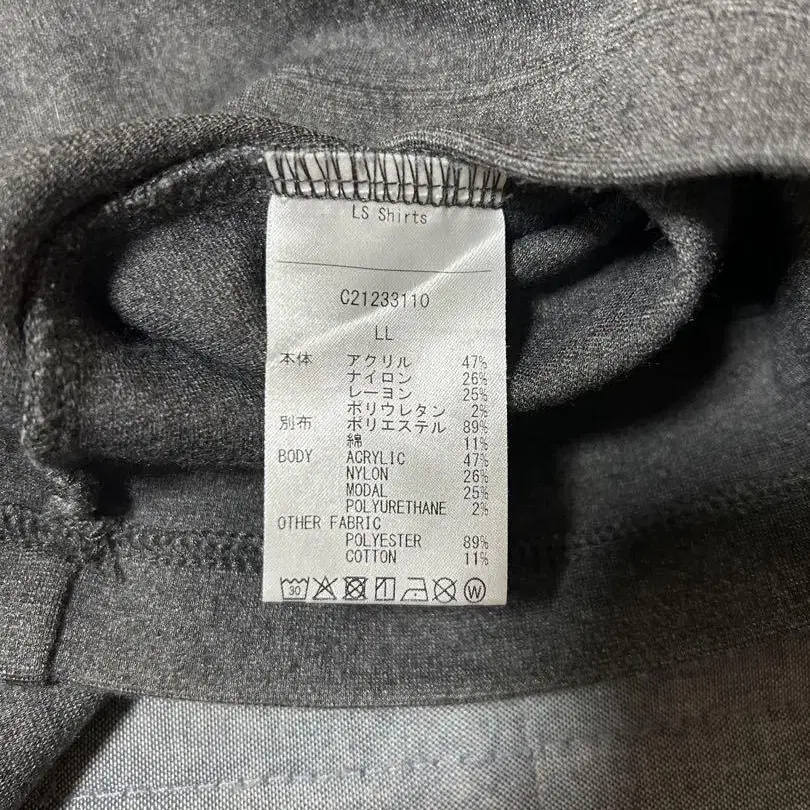 LS Shirts
C21233110
LL
本体 アクリル 47%
ナイロン 26%
レーヨン 25%
ポリウレタン 2%
別布 ポリエステル 89%
綿 11%
BODY ACRYLIC 47%
NYLON 26%
MODAL 25%
POLYURETHANE 2%
OTHER FABRIC
POLYESTER 89%
COTTON 11%
30 W